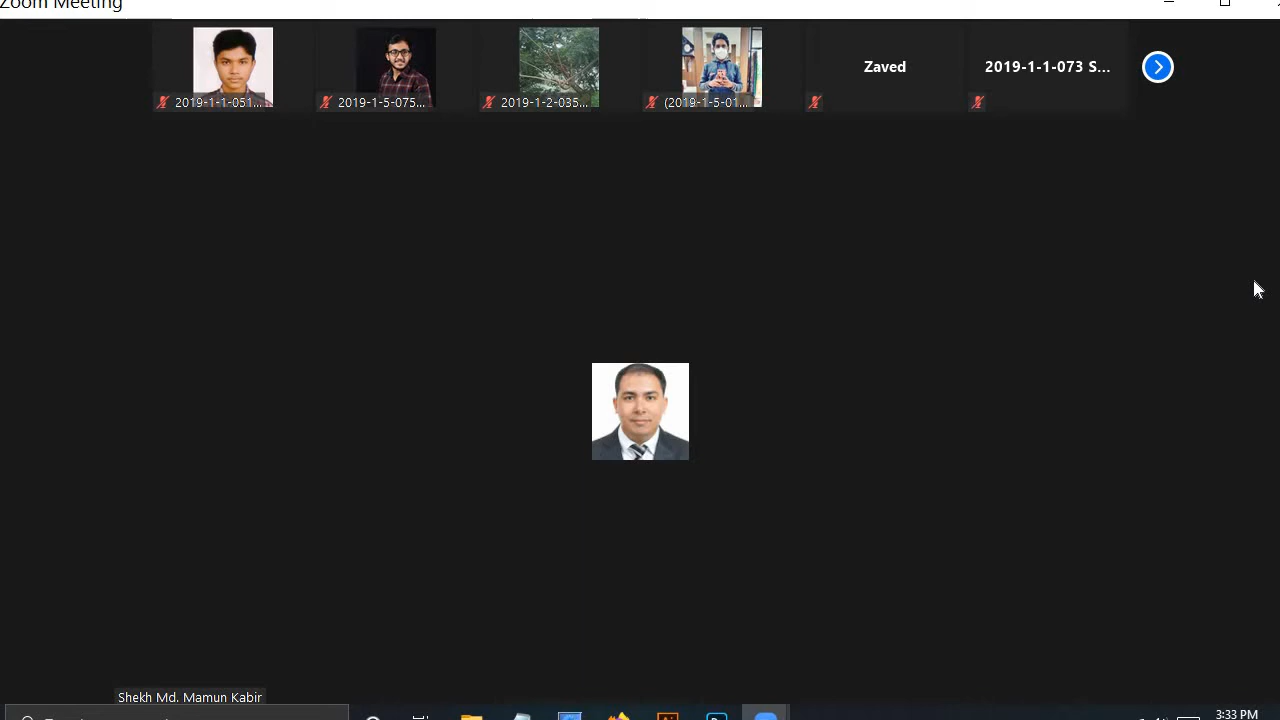 Zoom Meeting
2019-1-1-051...
2019-1-5-075...
2019-1-2-035...
(2019-1-5-01...
Zaved
2019-1-1-073 S...
Shekh Md. Mamun Kabir
Ai
3:33 PM